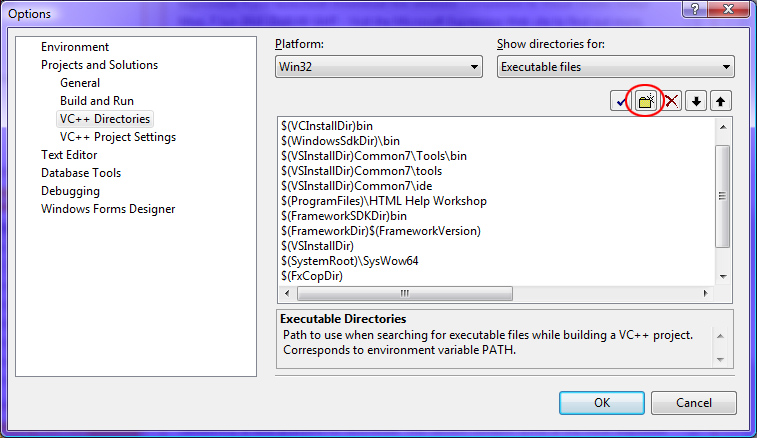 Options
Environment
Projects and Solutions
General
Build and Run
VC++ Directories
VC++ Project Settings
Text Editor
Database Tools
Debugging
Windows Forms Designer
Platform:
Show directories for:
Win32
Executable files
$(VCInstallDir)bin
$(WindowsSdkDir)\bin
$(VSInstallDir)Common7\Tools\bin
$(VSInstallDir)Common7\tools
$(VSInstallDir)Common7\ide
$(ProgramFiles)\HTML Help Workshop
$(FrameworkSDKDir)bin
$(FrameworkDir)$(FrameworkVersion)
$(VSInstallDir)
$(SystemRoot)\SysWow64
$(FxCopDir)
Executable Directories
Path to use when searching for executable files while building a VC++ project.
Corresponds to environment variable PATH.
OK
Cancel